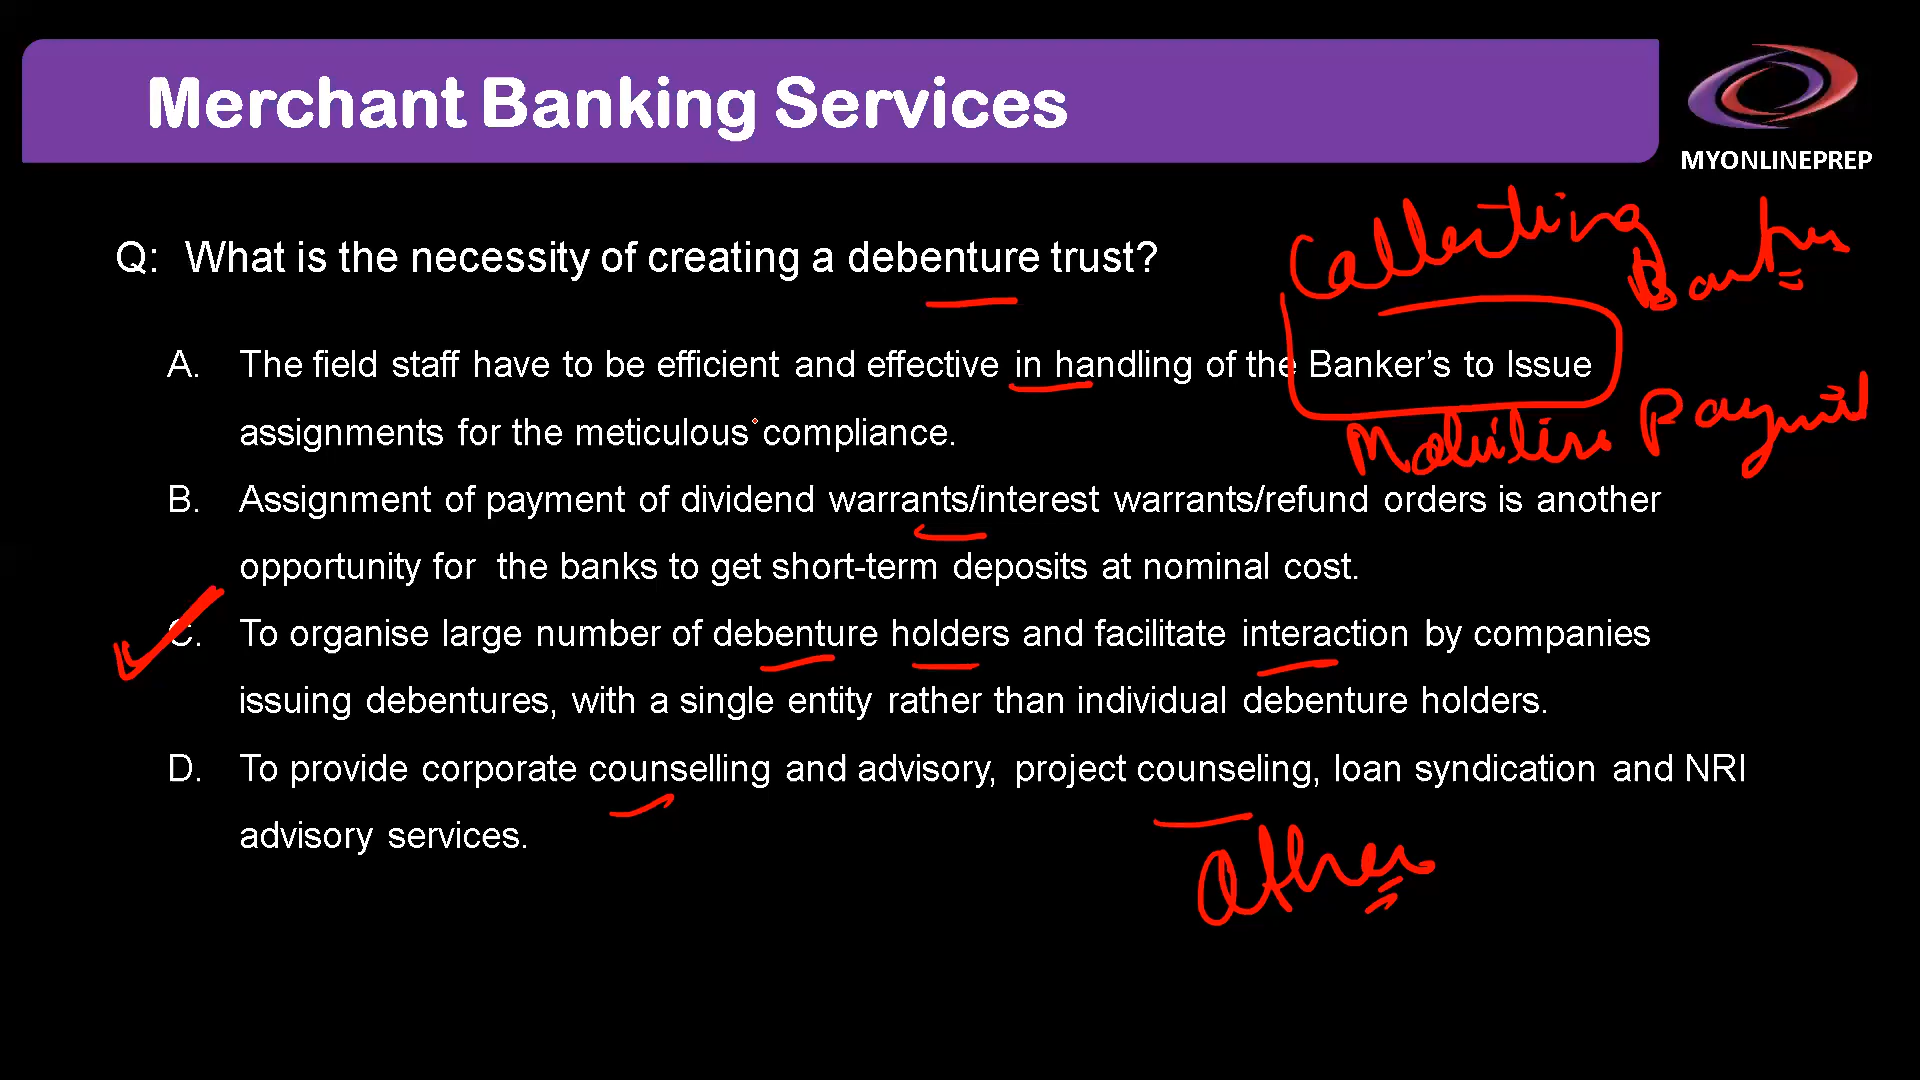 Merchant Banking Services
MYONLINEPREP
Q: What is the necessity of creating a debenture trust?
Collecting
Bankers
A. The field staff have to be efficient and effective in handling of the Banker's to Issue
assignments for the meticulous compliance.
Payment
B. Assignment of payment of dividend warrants/interest warrants/refund orders is another
opportunity for the banks to get short-term deposits at nominal cost.
C. To organise large number of debenture holders and facilitate interaction by companies
issuing debentures, with a single entity rather than individual debenture holders.
D. To provide corporate counselling and advisory, project counseling, loan syndication and NRI
advisory services.